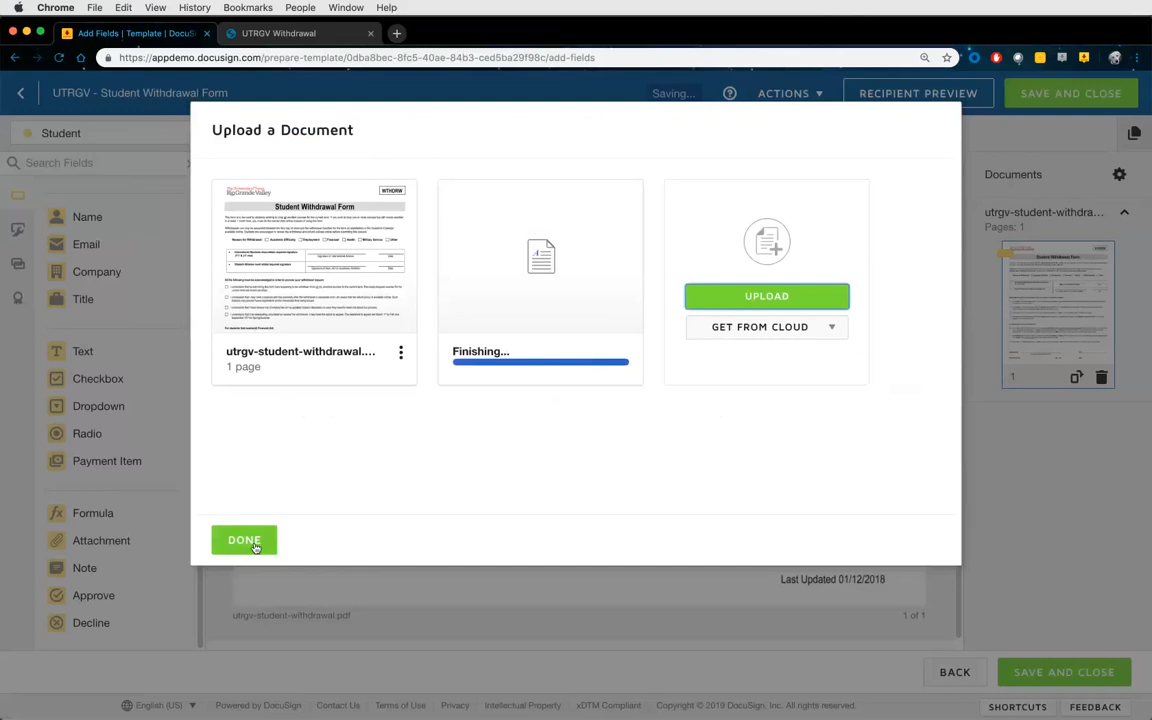 Chrome File Edit View History Bookmarks People Window Help
Add Fields | Template | DocuS UTRGV Withdrawal
https://appdemo.docusign.com/prepare-template/0dba8bec-8fc5-40ae-84b3-ced5ba29f98c/add-fields
UTRGV - Student Withdrawal Form Saving... ACTIONS RECIPIENT PREVIEW SAVE AND CLOSE
Upload a Document
Student
Search Fields
Name
Email
Company
Title
Text
Checkbox
Dropdown
Radio
Payment Item
Formula
Attachment
Note
Approve
Decline
WTHDRW
Student Withdrawal Form
utrgv-student-withdrawal....
1 page
Finishing...
UPLOAD
GET FROM CLOUD
DONE
Documents
utrgv-student-withdra...
Pages: 1
1
Last Updated 01/12/2018
utrgv-student-withdrawal.pdf 1 of 1
BACK SAVE AND CLOSE
English (US) Powered by DocuSign Contact Us Terms of Use Privacy Intellectual Property xDTM Compliant Copyright © 2019 DocuSign, Inc. All rights reserved. SHORTCUTS FEEDBACK